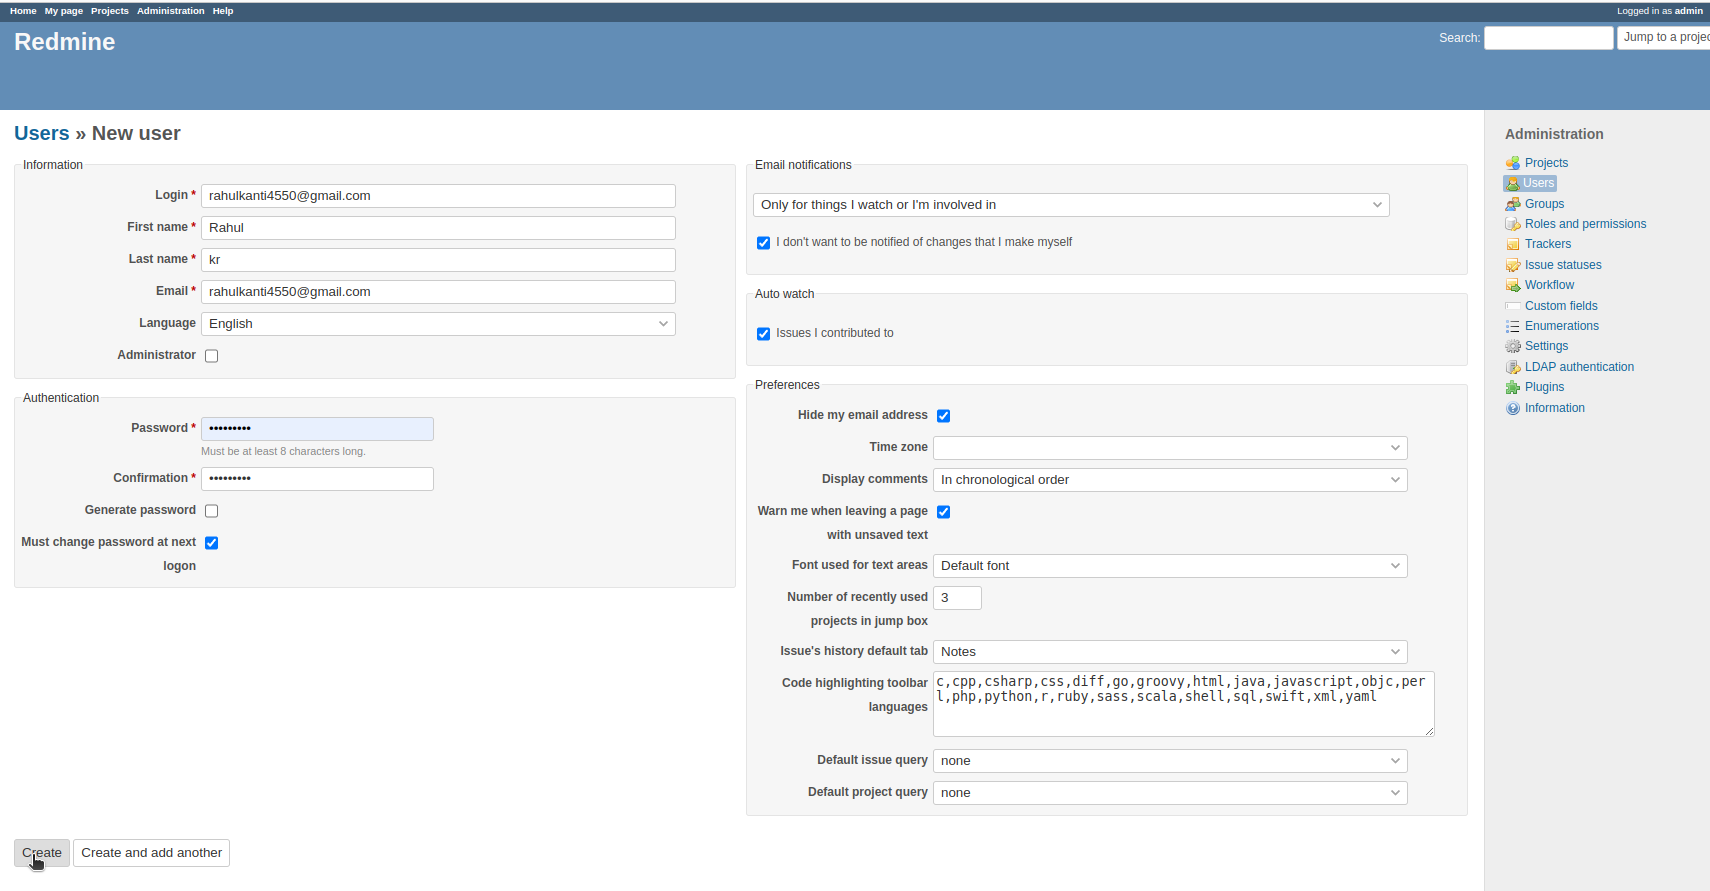 Home My page Projects Administration Help
Logged in as admin
Redmine
Search:
Jump to a projec
Users » New user
Information
Login *
rahulkanti4550@gmail.com
First name *
Rahul
Last name *
kr
Email *
rahulkanti4550@gmail.com
Language
English
Administrator
Authentication
Password *
•••••••••
Must be at least 8 characters long.
Confirmation *
•••••••••
Generate password
Must change password at next
logon
Email notifications
Only for things I watch or I'm involved in
I don't want to be notified of changes that I make myself
Auto watch
Issues I contributed to
Preferences
Hide my email address
Time zone
Display comments
In chronological order
Warn me when leaving a page
with unsaved text
Font used for text areas
Default font
Number of recently used
projects in jump box
3
Issue's history default tab
Notes
Code highlighting toolbar
languages
c,cpp,csharp,css,diff,go,groovy,html,java,javascript,objc,per
l,php,python,r,ruby,sass,scala,shell,sql,swift,xml,yaml
Default issue query
none
Default project query
none
Create
Create and add another
Administration
Projects
Users
Groups
Roles and permissions
Trackers
Issue statuses
Workflow
Custom fields
Enumerations
Settings
LDAP authentication
Plugins
Information